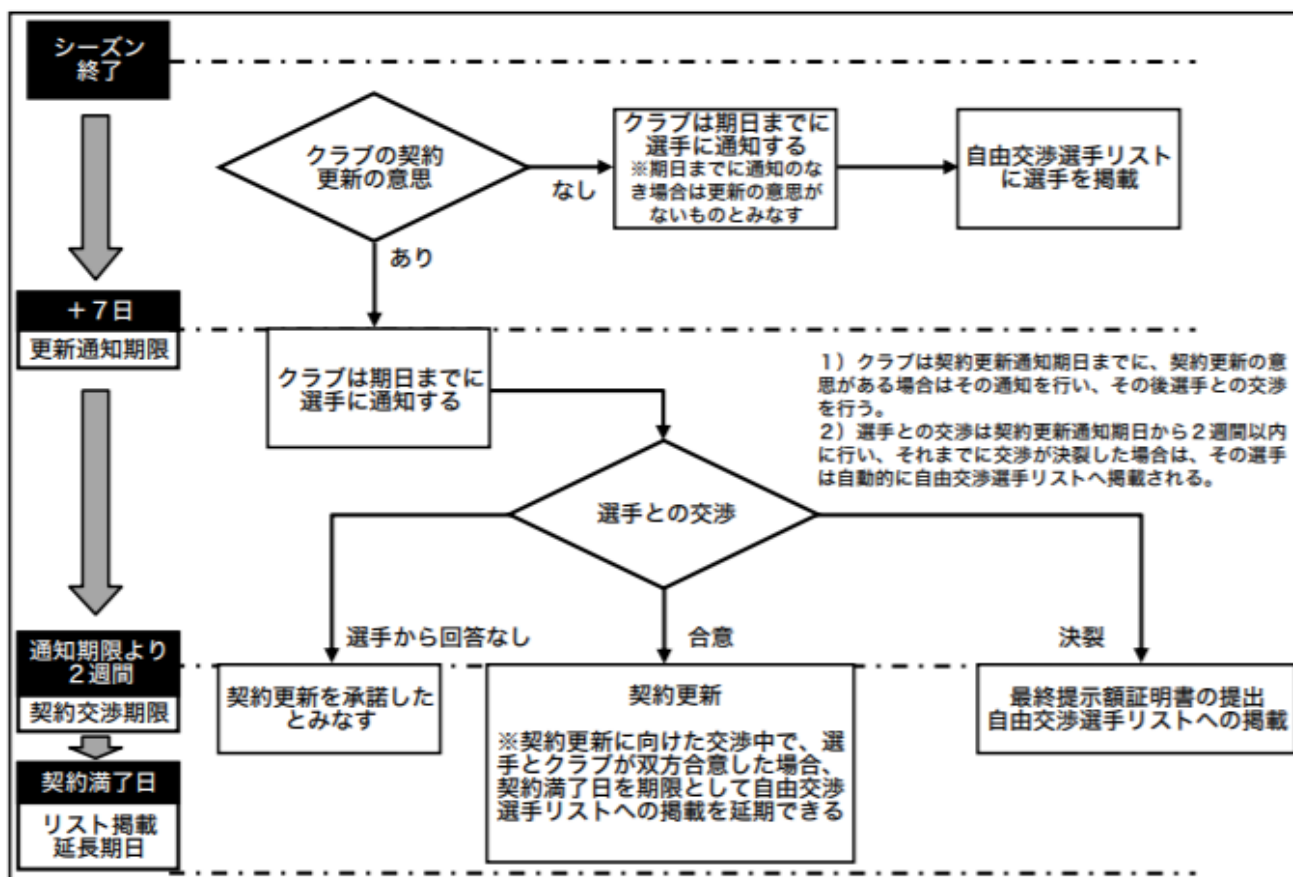 シーズン
終了
クラブの契約
更新の意思
なし
クラブは期日までに
選手に通知する
※期日までに通知のな
き場合は更新の意思が
ないものとみなす
自由交渉選手リスト
に選手を掲載
あり
+7日
更新通知期限
クラブは期日までに
選手に通知する
1)クラブは契約更新通知期日までに、契約更新の意
思がある場合はその通知を行い、その後選手との交渉
を行う。
2)選手との交渉は契約更新通知期日から2週間以内
に行い、それまでに交渉が決裂した場合は、その選手
は自動的に自由交渉選手リストへ掲載される。
選手との交渉
選手から回答なし
合意
決裂
通知期限より
2週間
契約交渉期限
契約更新を承諾した
とみなす
契約更新
※契約更新に向けた交渉中で、選
手とクラブが双方合意した場合、
契約満了日を期限として自由交渉
選手リストへの掲載を延期できる
最終提示額証明書の提出
自由交渉選手リストへの掲載
契約満了日
リスト掲載
延長期日